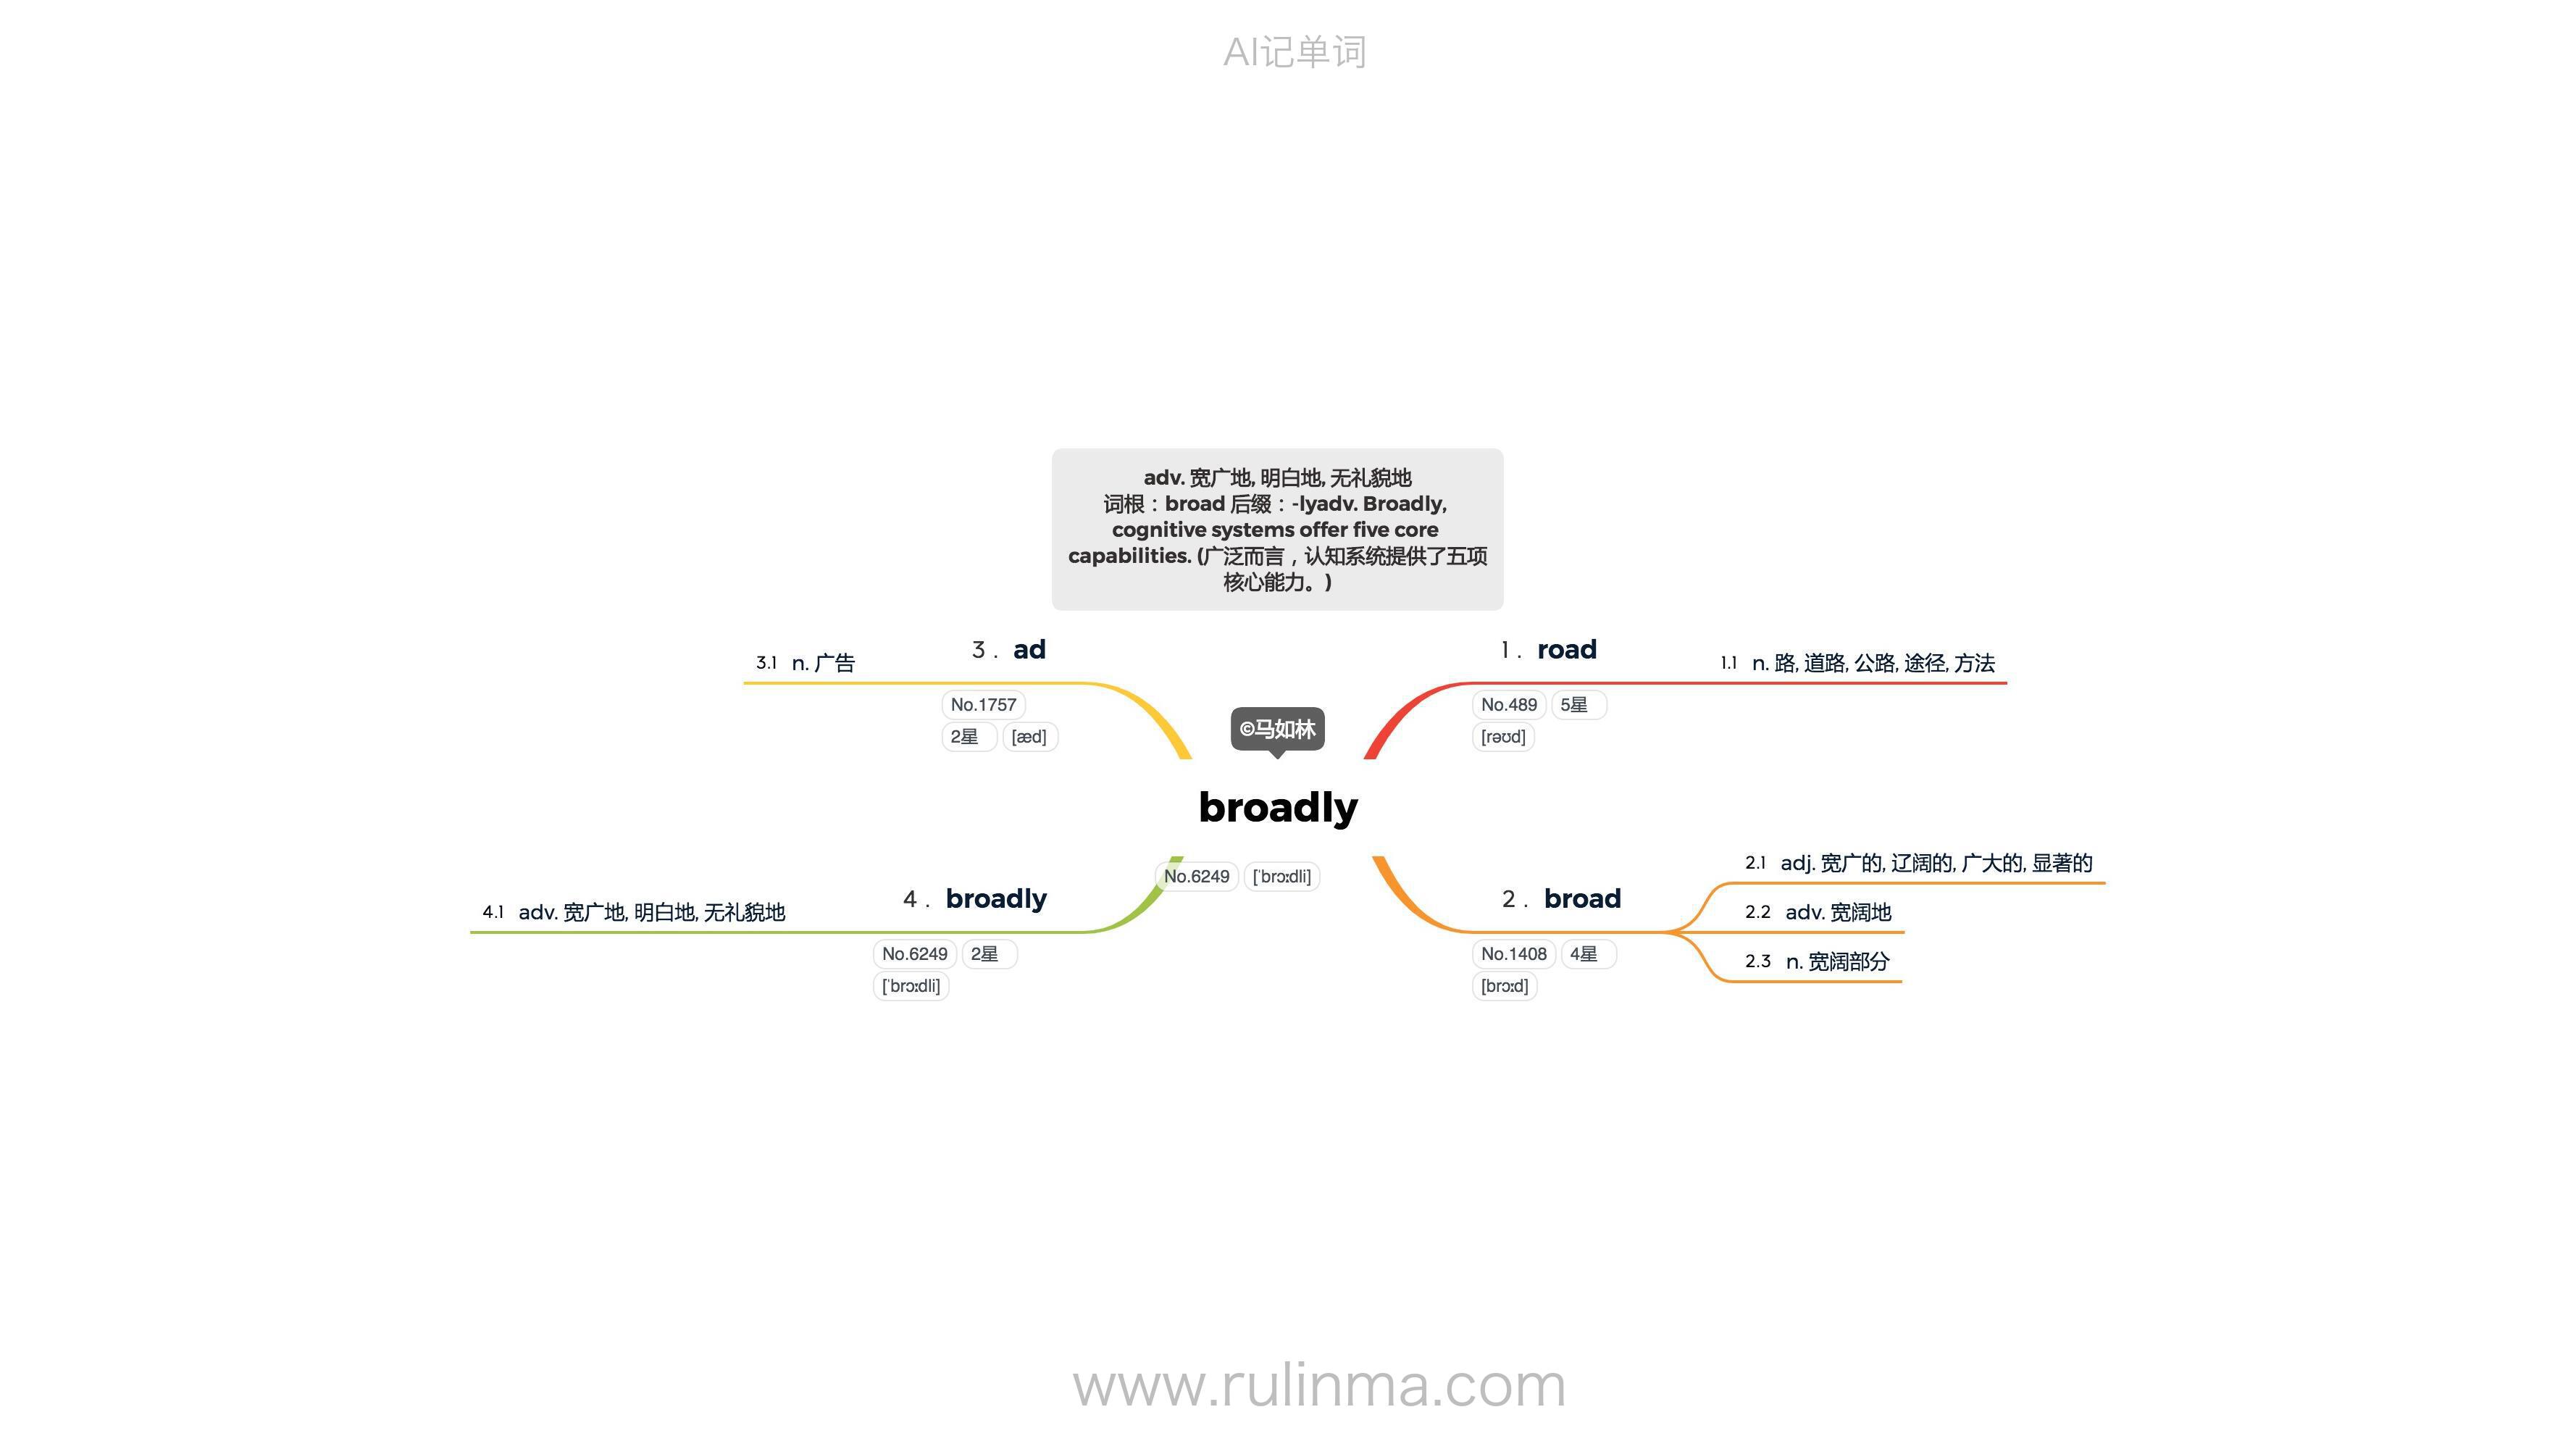 AI记单词
adv. 宽广地, 明白地, 无礼貌地
词根：broad 后缀：-lyadv. Broadly,
cognitive systems offer five core
capabilities. (广泛而言，认知系统提供了五项
核心能力。)
©马如林
broadly
No.6249 [ˈbrɔːdli]
1. road
No.489 5星
[rəʊd]
1.1 n. 路, 道路, 公路, 途径, 方法
2. broad
No.1408 4星
[brɔːd]
2.1 adj. 宽广的, 辽阔的, 广大的, 显著的
2.2 adv. 宽阔地
2.3 n. 宽阔部分
3. ad
No.1757
2星 [æd]
3.1 n. 广告
4. broadly
No.6249 2星
[ˈbrɔːdli]
4.1 adv. 宽广地, 明白地, 无礼貌地
www.rulinma.com